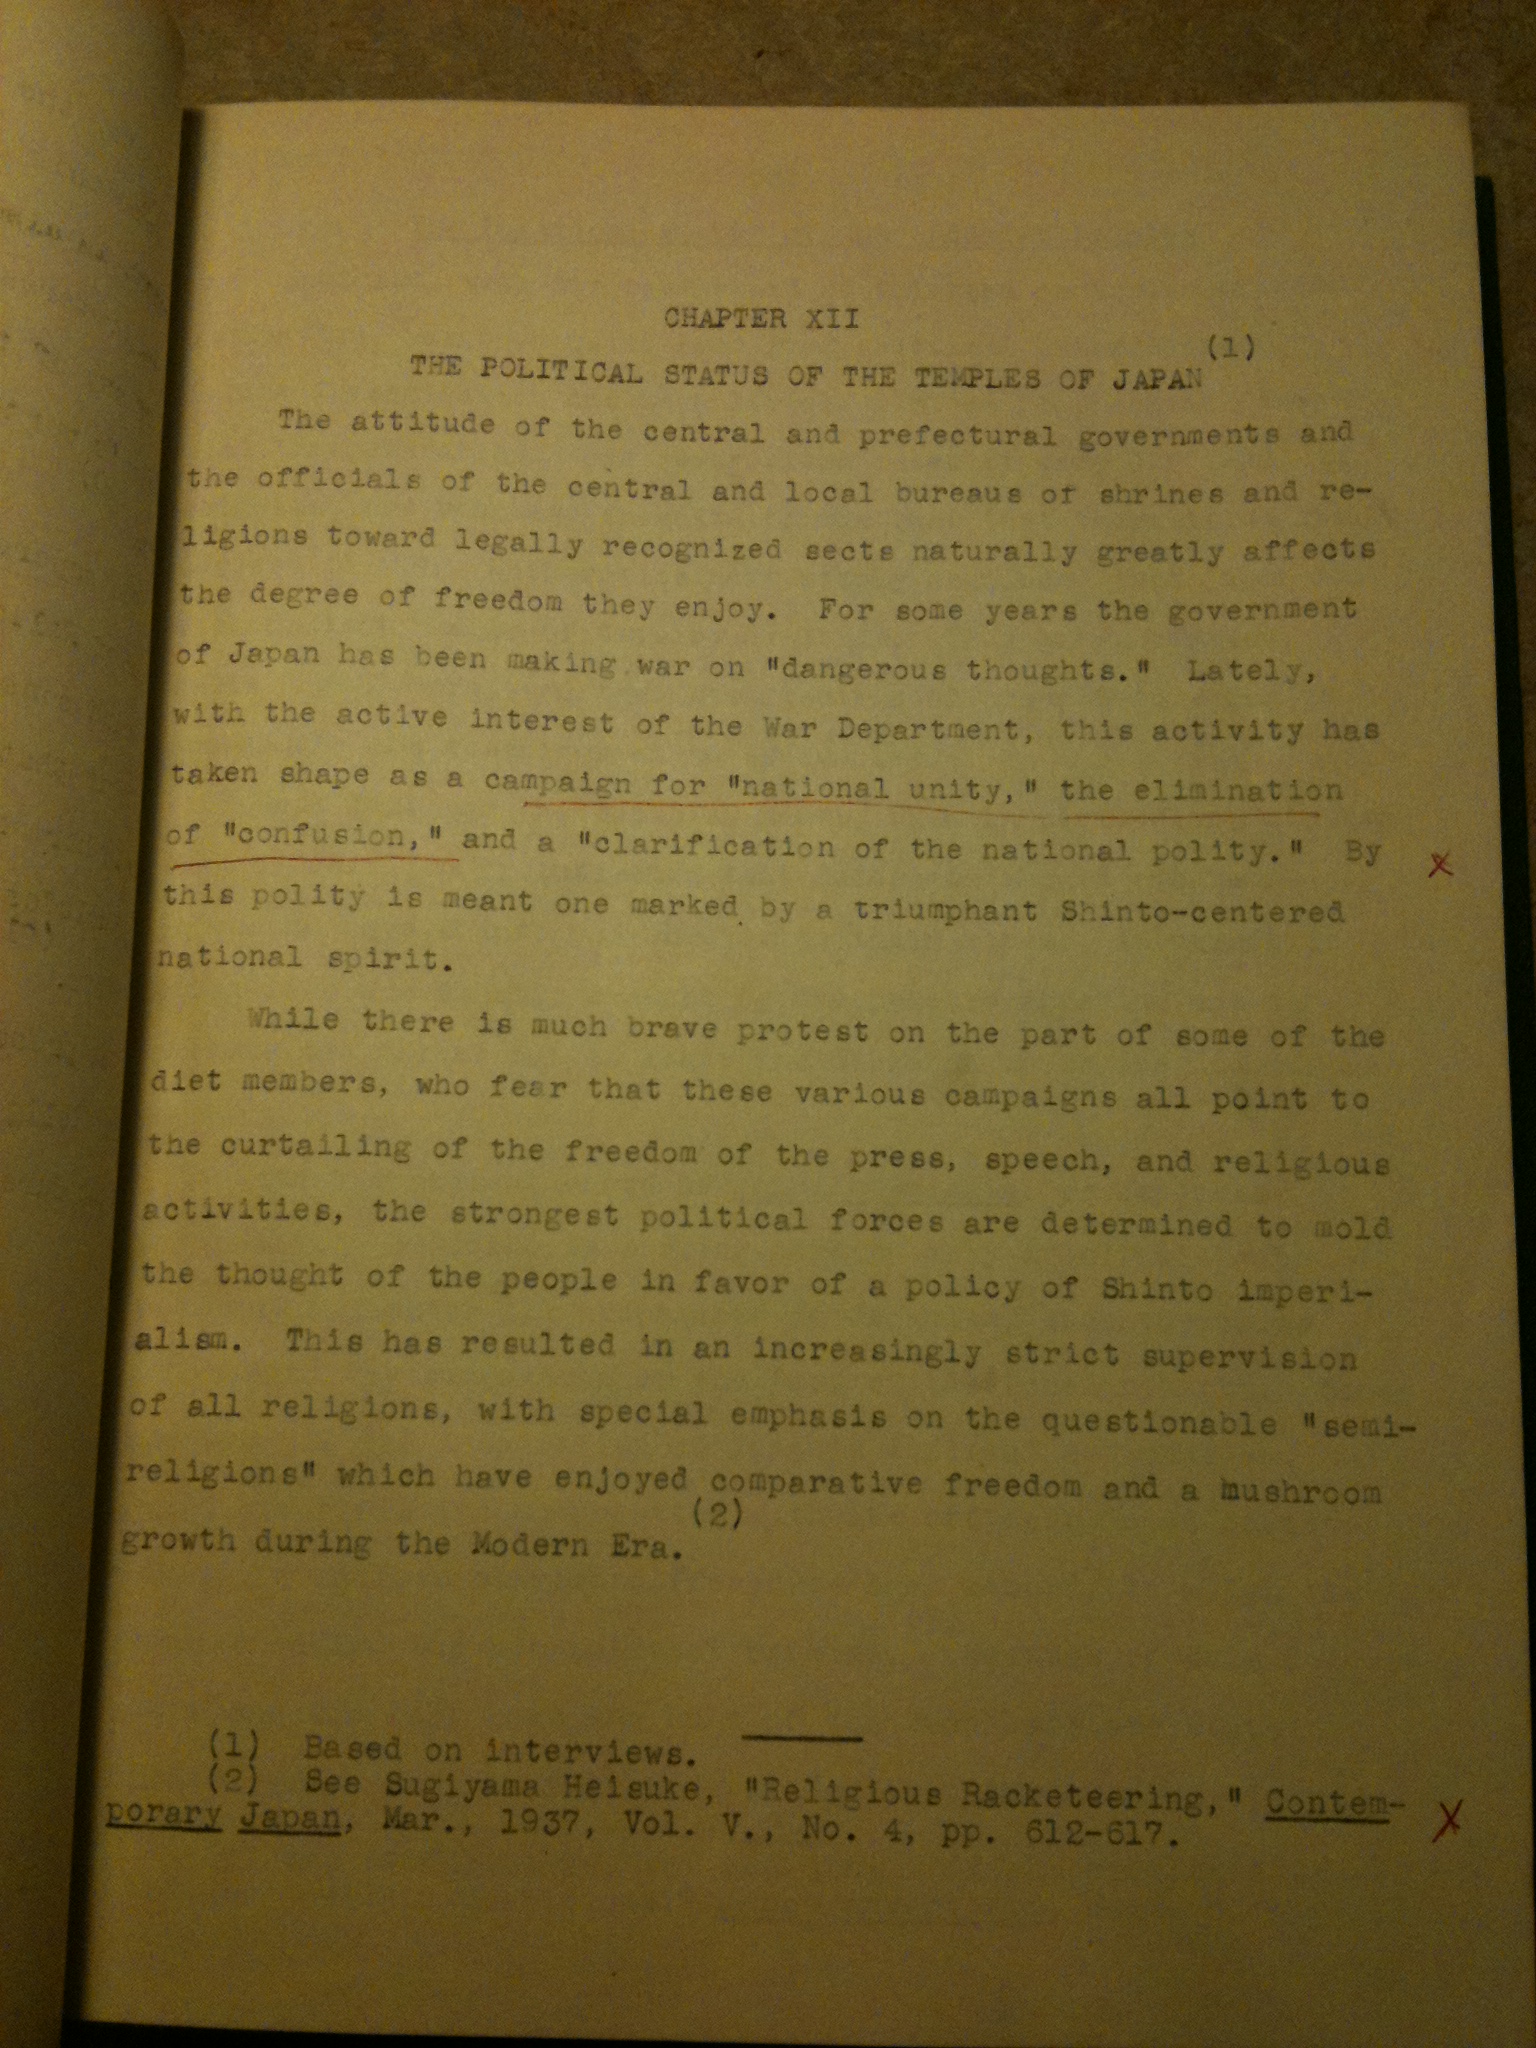 CHAPTER XII
THE POLITICAL STATUS OF THE TEMPLES OF JAPAN (1)
The attitude of the central and prefectural governments and
the officials of the central and local bureaus of shrines and re-
ligions toward legally recognized sects naturally greatly affects
the degree of freedom they enjoy. For some years the government
of Japan has been making war on "dangerous thoughts." Lately,
with the active interest of the War Department, this activity has
taken shape as a campaign for "national unity," the elimination
of "confusion," and a "clarification of the national polity." By x
this polity is meant one marked by a triumphant Shinto-centered
national spirit.
While there is much brave protest on the part of some of the
diet members, who fear that these various campaigns all point to
the curtailing of the freedom of the press, speech, and religious
activities, the strongest political forces are determined to mold
the thought of the people in favor of a policy of Shinto imperi-
alism. This has resulted in an increasingly strict supervision
of all religions, with special emphasis on the questionable "semi-
religions" which have enjoyed comparative freedom and a mushroom
growth during the Modern Era. (2)
(1) Based on interviews.
(2) See Sugiyama Heisuke, "Religious Racketeering," Contem-
porary Japan, Mar., 1937, Vol. V., No. 4, pp. 612-617. X